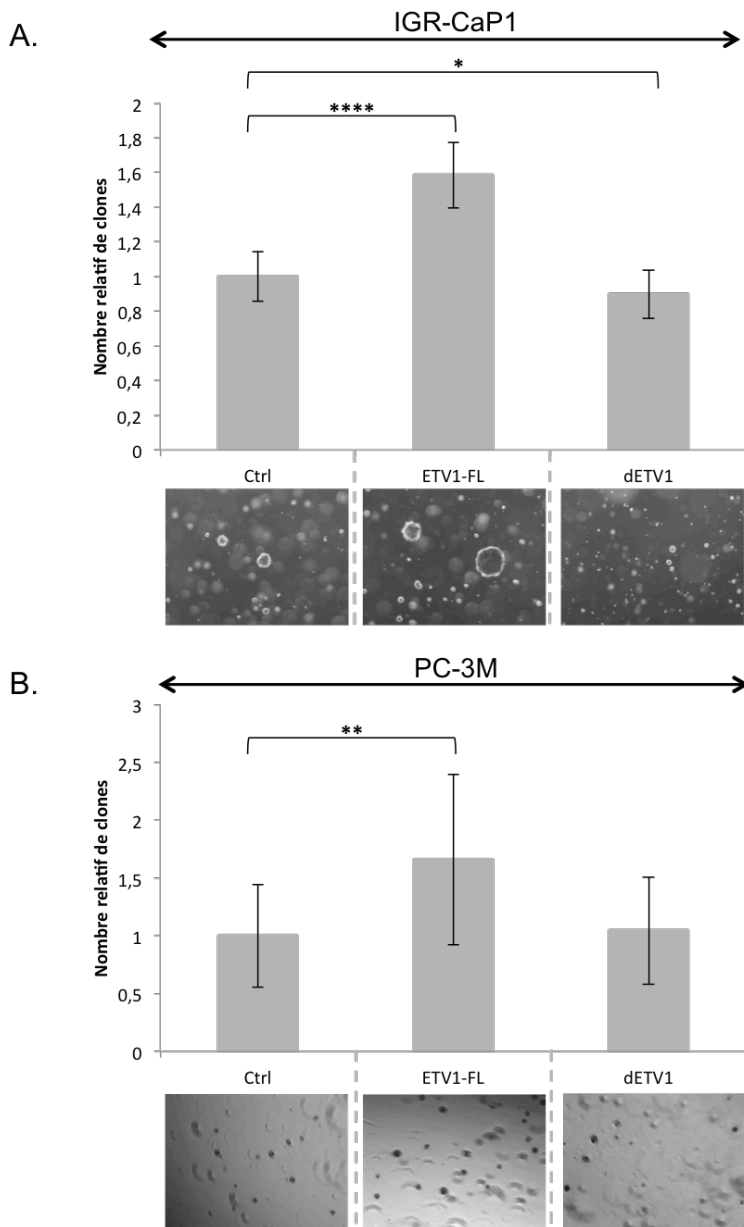 A.
IGR-CaP1
*
****
Nombre relatif de clones
2
1,8
1,6
1,4
1,2
1
0,8
0,6
0,4
0,2
0
Ctrl
ETV1-FL
dETV1
B.
PC-3M
**
Nombre relatif de clones
3
2,5
2
1,5
1
0,5
0
Ctrl
ETV1-FL
dETV1